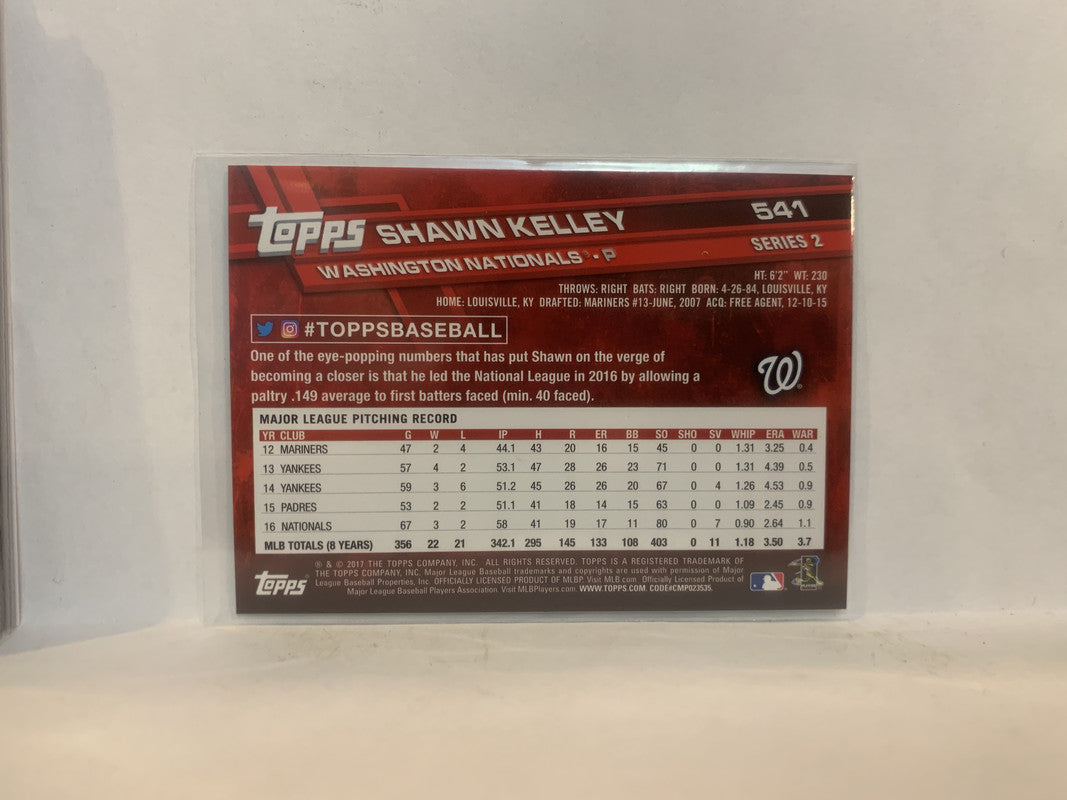 TOPPS SHAWN KELLEY 541
WASHINGTON NATIONALS • P SERIES 2
HT: 6'2" WT: 230
THROWS: RIGHT BATS: RIGHT BORN: 4-26-84, LOUISVILLE, KY
HOME: LOUISVILLE, KY DRAFTED: MARINERS #13-JUNE, 2007 ACQ: FREE AGENT, 12-10-15
#TOPPSBASEBALL
One of the eye-popping numbers that has put Shawn on the verge of
becoming a closer is that he led the National League in 2016 by allowing a
paltry .149 average to first batters faced (min. 40 faced).
W
MAJOR LEAGUE PITCHING RECORD
YR CLUB G W L IP H R ER BB SO SHO SV WHIP ERA WAR
12 MARINERS 47 2 4 44.1 43 20 16 15 45 0 0 1.31 3.25 0.4
13 YANKEES 57 4 2 53.1 47 28 26 23 71 0 0 1.31 4.39 0.5
14 YANKEES 59 3 6 51.2 45 26 26 20 67 0 4 1.26 4.53 0.9
15 PADRES 53 2 2 51.1 41 18 14 15 63 0 0 1.09 2.45 0.9
16 NATIONALS 67 3 2 58 41 19 17 11 80 0 7 0.90 2.64 1.1
MLB TOTALS (8 YEARS) 356 22 21 342.1 295 145 133 108 403 0 11 1.18 3.50 3.7
® & © 2017 THE TOPPS COMPANY, INC. ALL RIGHTS RESERVED. TOPPS IS A REGISTERED TRADEMARK OF
THE TOPPS COMPANY, INC. Major League Baseball trademarks and copyrights are used with permission of Major
League Baseball Properties, Inc. OFFICIALLY LICENSED PRODUCT OF MLBP. Visit MLB.com. Officially Licensed Product of
Major League Baseball Players Association. Visit MLBPlayers.com. WWW.TOPPS.COM. CODE#CMP023535.
TOPPS